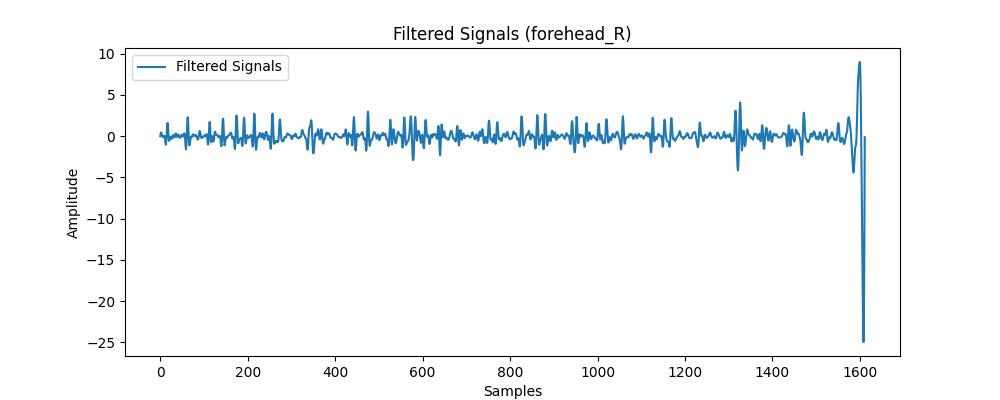 Filtered Signals (forehead_R)
Filtered Signals
10
5
0
−5
−10
−15
−20
−25
Amplitude
0 200 400 600 800 1000 1200 1400 1600
Samples